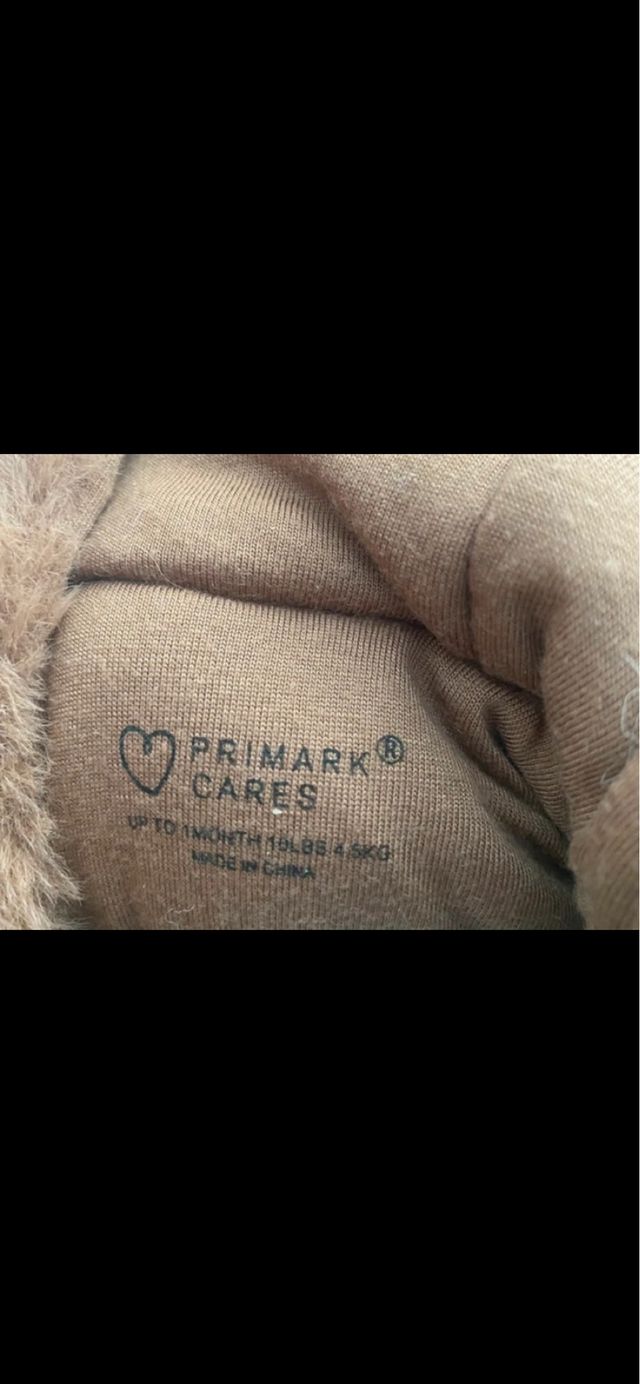 PRIMARK®
CARES
UP TO 1MONTH 10LBS 4.5KG
MADE IN CHINA